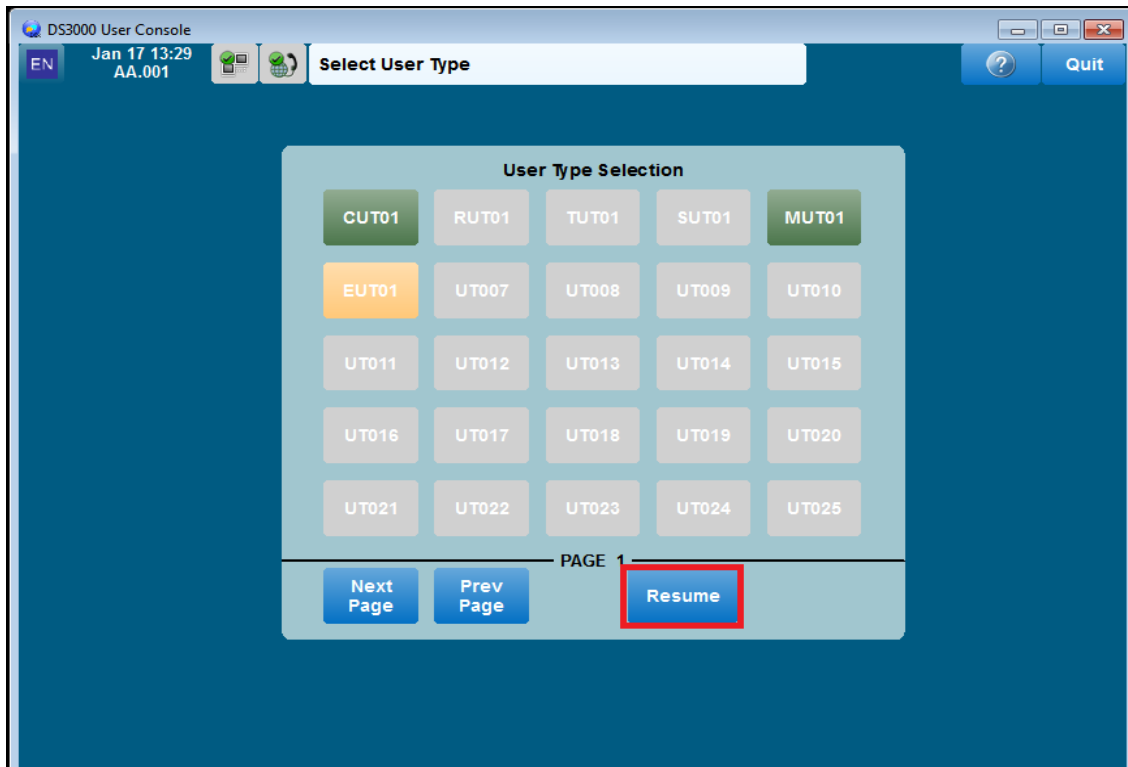 DS3000 User Console
EN
Jan 17 13:29
AA.001
Select User Type
?
Quit
User Type Selection
CUT01 RUT01 TUT01 SUT01 MUT01
EUT01 UT007 UT008 UT009 UT010
UT011 UT012 UT013 UT014 UT015
UT016 UT017 UT018 UT019 UT020
UT021 UT022 UT023 UT024 UT025
PAGE 1
Next
Page
Prev
Page
Resume